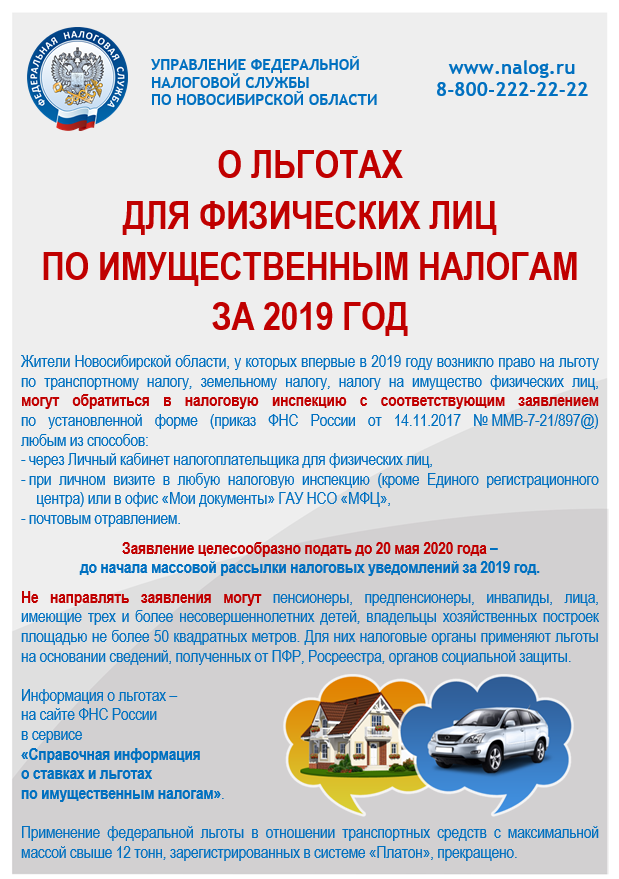 ФЕДЕРАЛЬНАЯ НАЛОГОВАЯ СЛУЖБА
УПРАВЛЕНИЕ ФЕДЕРАЛЬНОЙ
НАЛОГОВОЙ СЛУЖБЫ
ПО НОВОСИБИРСКОЙ ОБЛАСТИ
www.nalog.ru
8-800-222-22-22
О ЛЬГОТАХ
ДЛЯ ФИЗИЧЕСКИХ ЛИЦ
ПО ИМУЩЕСТВЕННЫМ НАЛОГАМ
ЗА 2019 ГОД
Жители Новосибирской области, у которых впервые в 2019 году возникло право на льготу
по транспортному налогу, земельному налогу, налогу на имущество физических лиц,
могут обратиться в налоговую инспекцию с соответствующим заявлением
по установленной форме (приказ ФНС России от 14.11.2017 № ММВ-7-21/897@)
любым из способов:
- через Личный кабинет налогоплательщика для физических лиц,
- при личном визите в любую налоговую инспекцию (кроме Единого регистрационного
центра) или в офис «Мои документы» ГАУ НСО «МФЦ»,
- почтовым отравлением.
Заявление целесообразно подать до 20 мая 2020 года –
до начала массовой рассылки налоговых уведомлений за 2019 год.
Не направлять заявления могут пенсионеры, предпенсионеры, инвалиды, лица,
имеющие трех и более несовершеннолетних детей, владельцы хозяйственных построек
площадью не более 50 квадратных метров. Для них налоговые органы применяют льготы
на основании сведений, полученных от ПФР, Росреестра, органов социальной защиты.
Информация о льготах –
на сайте ФНС России
в сервисе
«Справочная информация
о ставках и льготах
по имущественным налогам».
Применение федеральной льготы в отношении транспортных средств с максимальной
массой свыше 12 тонн, зарегистрированных в системе «Платон», прекращено.